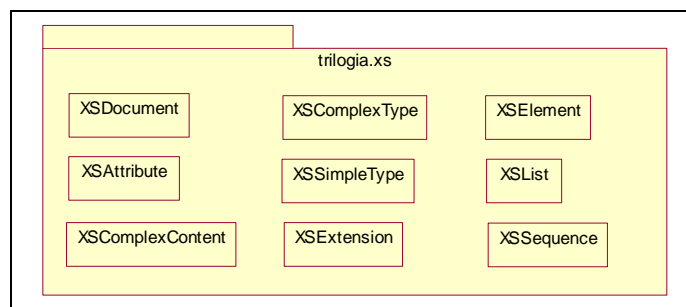 trilogia.xs
XSDocument
XSComplexType
XSElement
XSAttribute
XSSimpleType
XSList
XSComplexContent
XSExtension
XSSequence